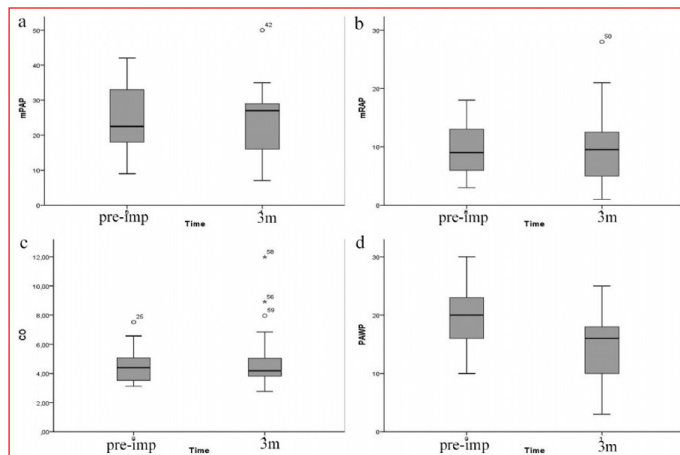 a
mPAP
50
40
30
20
10
0
42
pre-Imp
Time
3m
b
mRAP
30
20
10
0
50
pre-Imp
Time
3m
c
CO
12,00
10,00
8,00
6,00
4,00
2,00
,00
25
58
56
59
pre-imp
Time
3m
d
PAWP
30
20
10
0
pre-imp
Time
3m